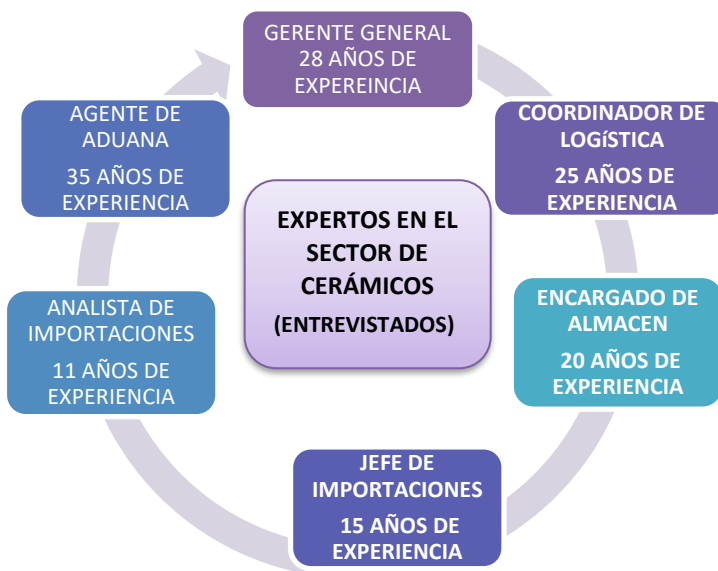 GERENTE GENERAL
28 AÑOS DE
EXPEREINCIA
COORDINADOR DE
LOGíSTICA
25 AÑOS DE
EXPERIENCIA
ENCARGADO DE
ALMACEN
20 AÑOS DE
EXPERIENCIA
JEFE DE
IMPORTACIONES
15 AÑOS DE
EXPERIENCIA
ANALISTA DE
IMPORTACIONES
11 AÑOS DE
EXPERIENCIA
AGENTE DE
ADUANA
35 AÑOS DE
EXPERIENCIA
EXPERTOS EN EL
SECTOR DE
CERÁMICOS
(ENTREVISTADOS)